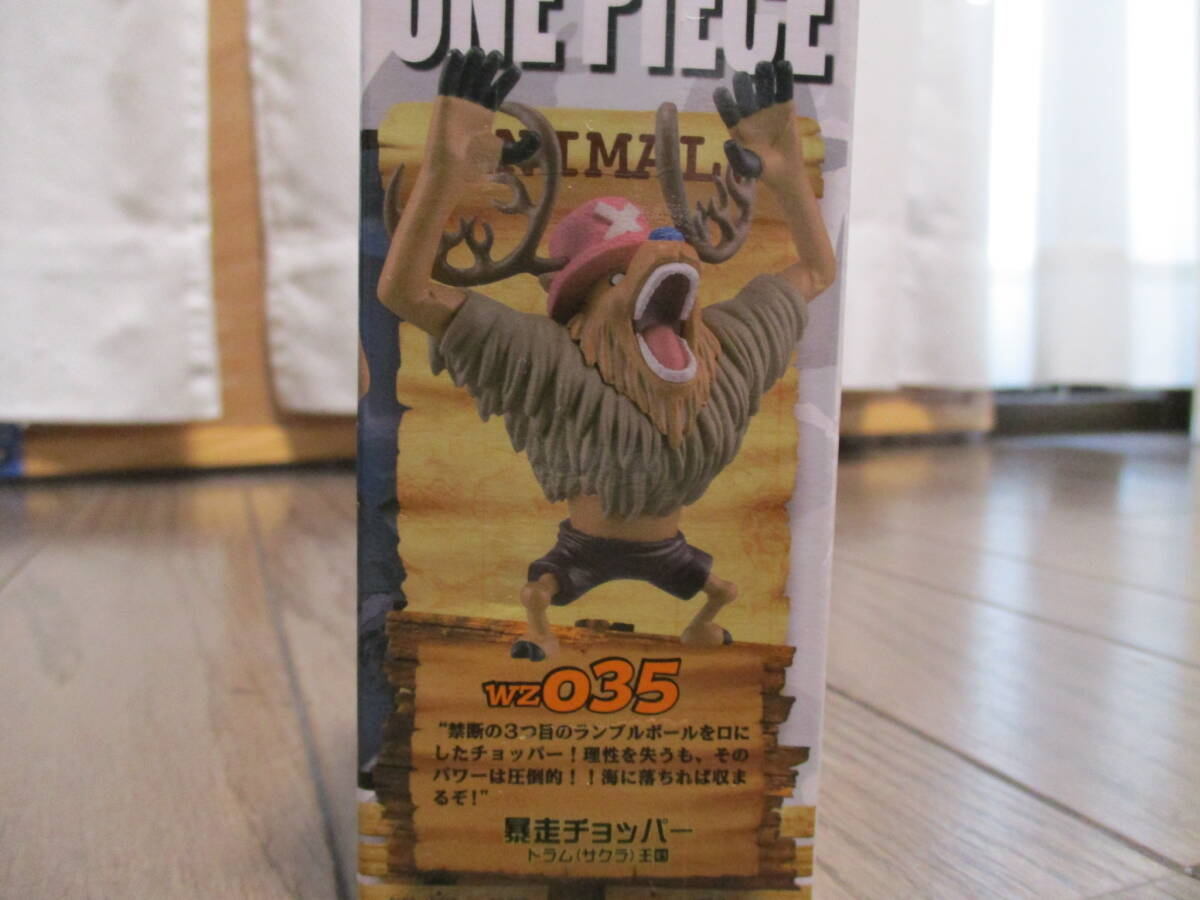 ONE PIECE
NIMAL
WZ035
"禁断の3つ目のランブルボールを口に
したチョッパー！理性を失うも、その
パワーは圧倒的！！海に落ちれば収ま
るぞ！"
暴走チョッパー
ドラム(サクラ)王国